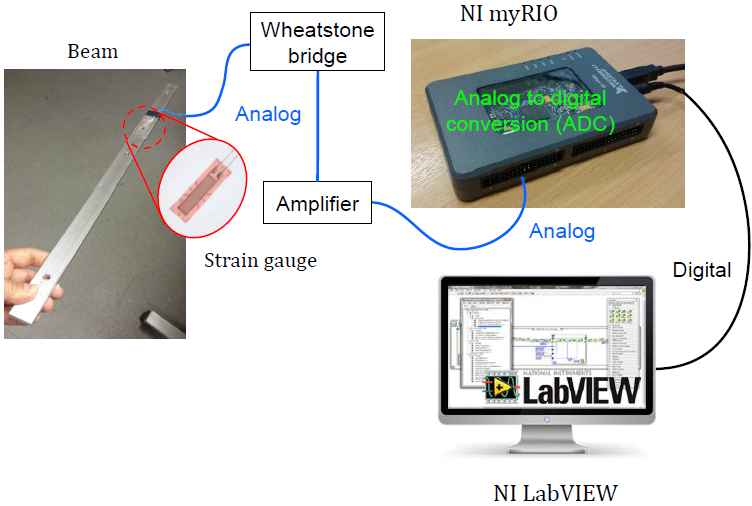 NI myRIO
Wheatstone
bridge
Beam
Analog
Analog to digital
conversion (ADC)
Amplifier
Analog
Strain gauge
Digital
NATIONAL INSTRUMENTS
LabVIEW
NI LabVIEW